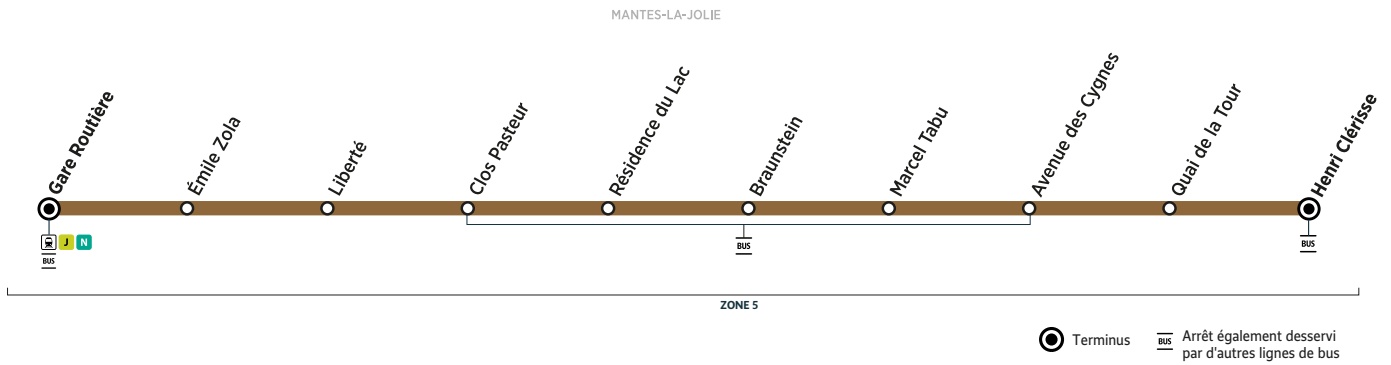 MANTES-LA-JOLIE
Gare Routière
Émile Zola
Liberté
Clos Pasteur
Résidence du Lac
Braunstein
Marcel Tabu
Avenue des Cygnes
Quai de la Tour
Henri Clérisse
J N
BUS
BUS
BUS
ZONE 5
Terminus
BUS
Arrêt également desservi
par d'autres lignes de bus